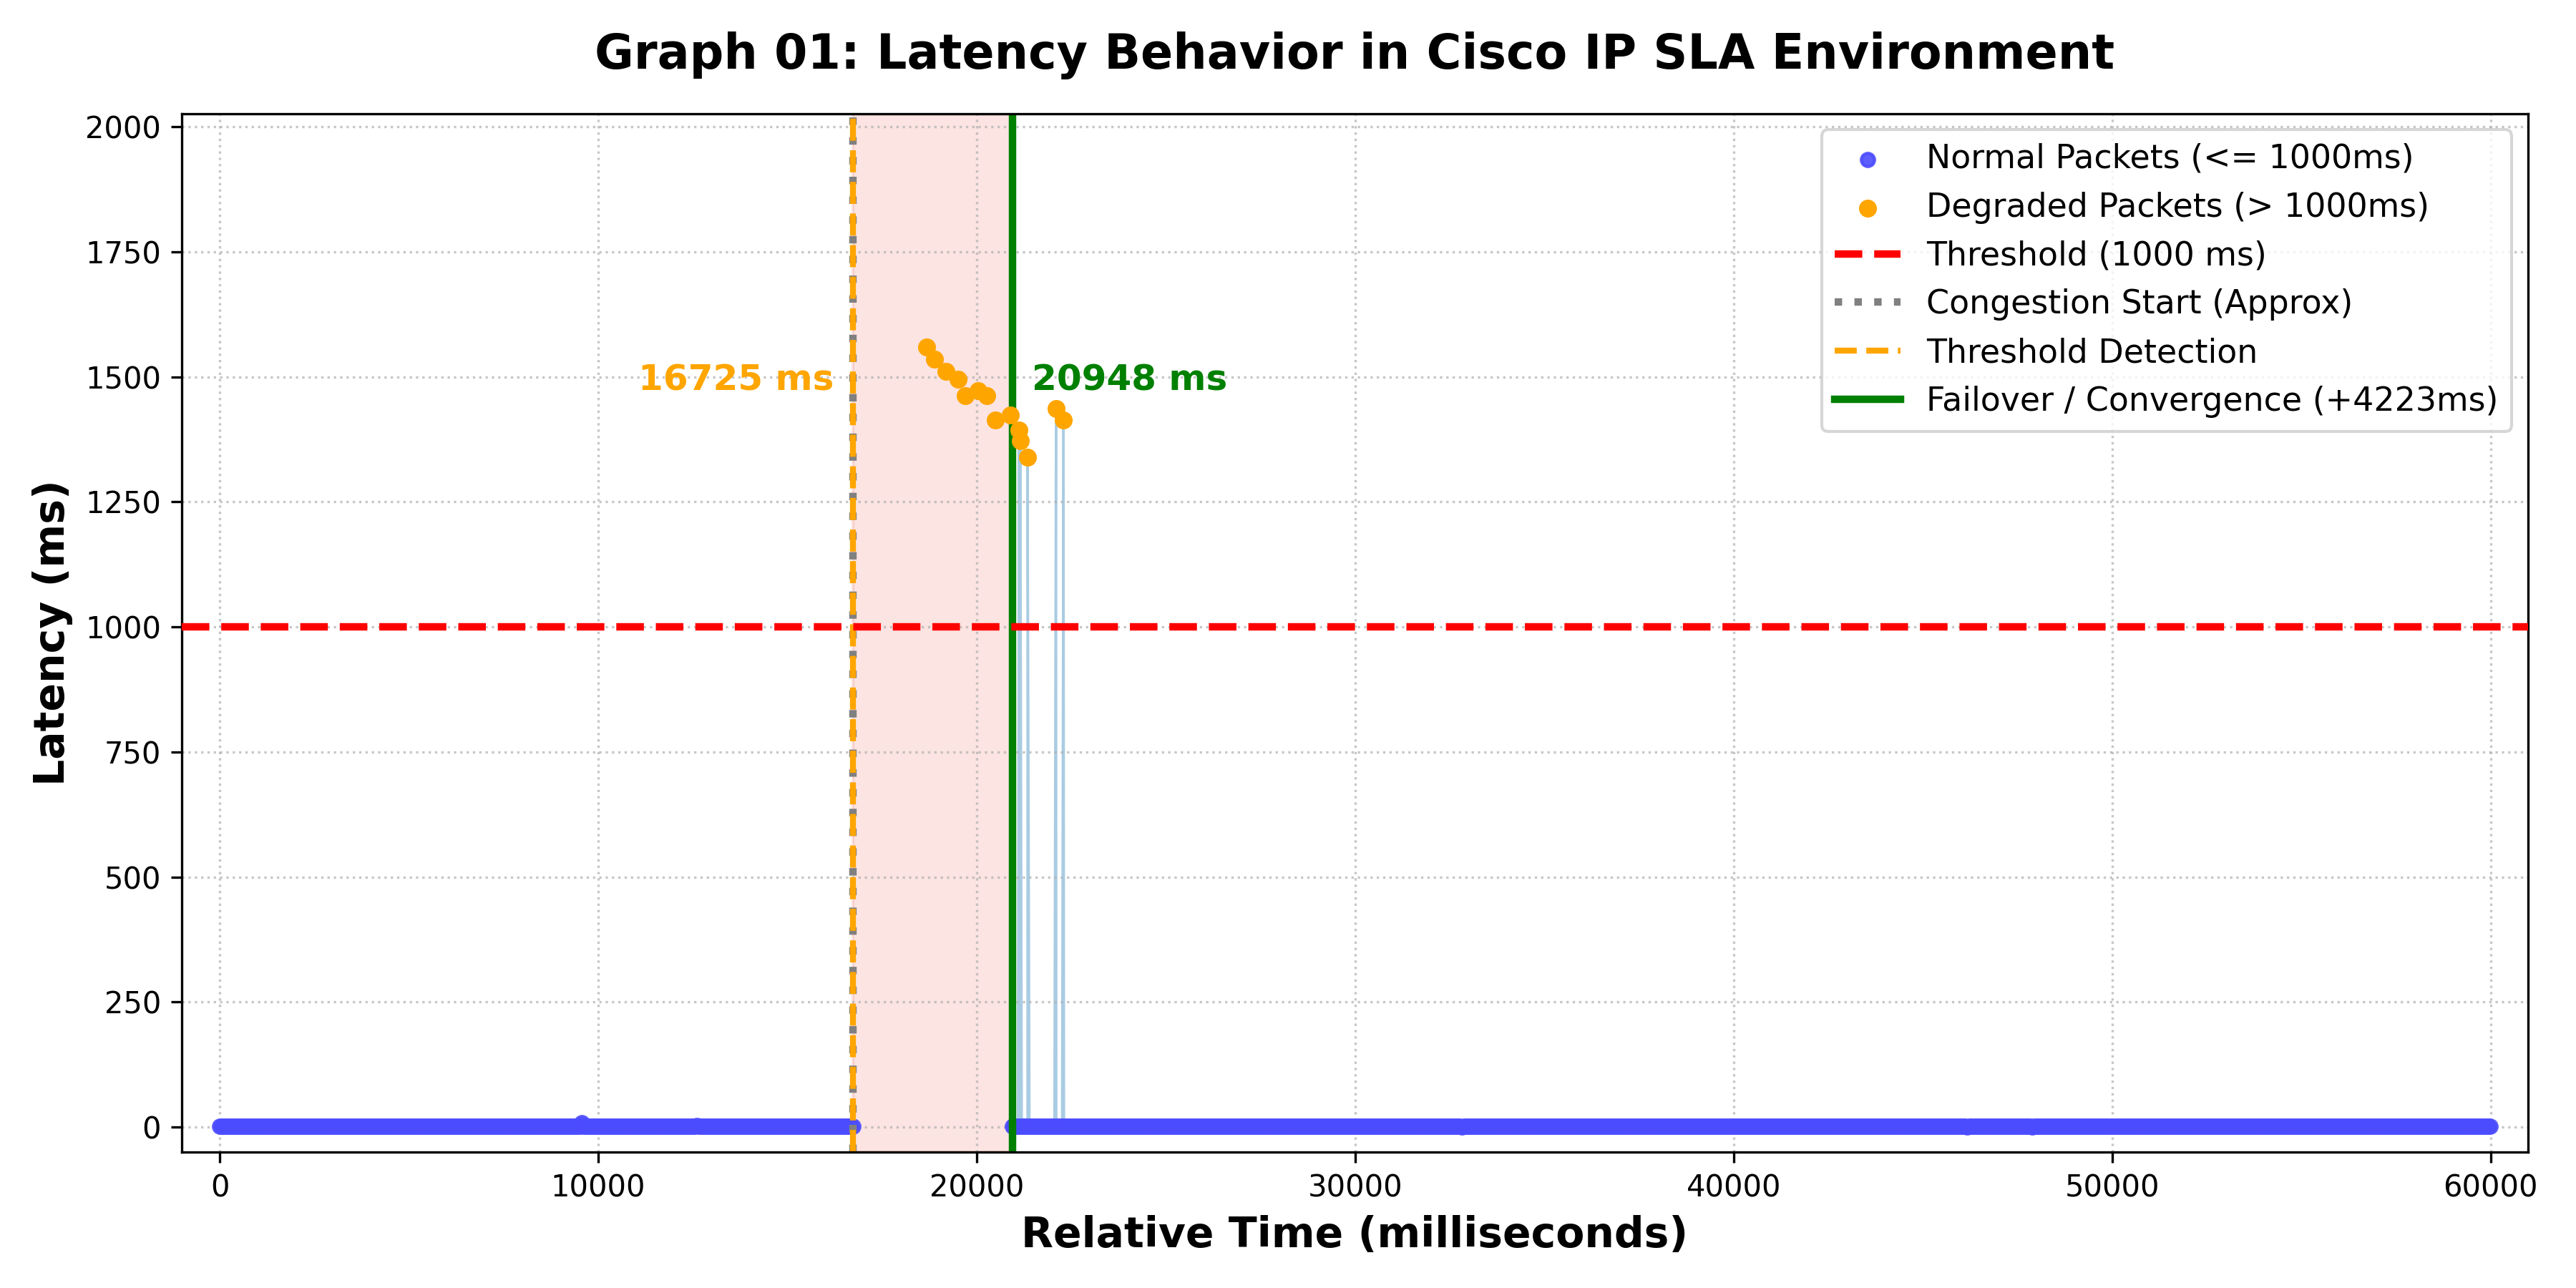 Graph 01: Latency Behavior in Cisco IP SLA Environment
2000
1750
1500
1250
1000
750
500
250
0
Latency (ms)
Normal Packets (<= 1000ms)
Degraded Packets (> 1000ms)
Threshold (1000 ms)
Congestion Start (Approx)
Threshold Detection
Failover / Convergence (+4223ms)
16725 ms
20948 ms
0
10000
20000
30000
40000
50000
60000
Relative Time (milliseconds)